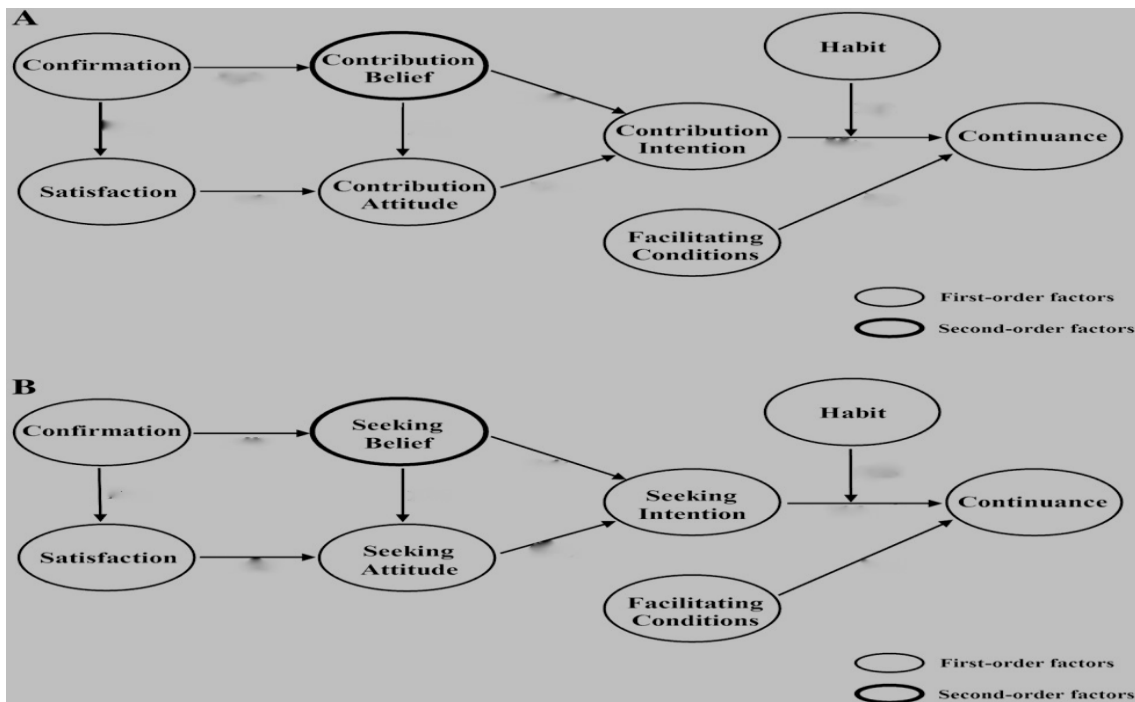 A
Confirmation
Contribution
Belief
Habit
Contribution
Intention
Continuance
Satisfaction
Contribution
Attitude
Facilitating
Conditions
First-order factors
Second-order factors
B
Confirmation
Seeking
Belief
Habit
Seeking
Intention
Continuance
Satisfaction
Seeking
Attitude
Facilitating
Conditions
First-order factors
Second-order factors